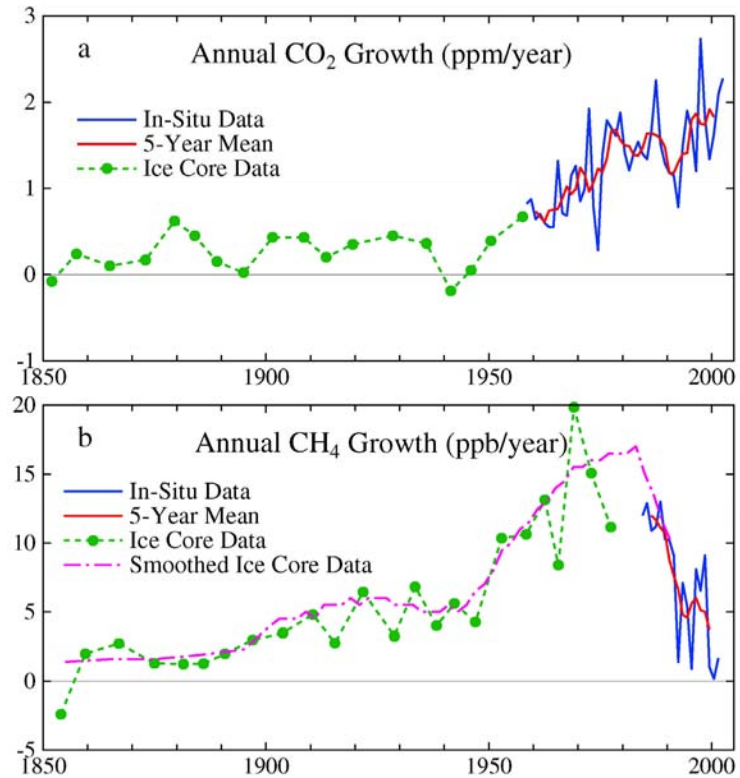 3
a
Annual CO₂ Growth (ppm/year)
2
In-Situ Data
5-Year Mean
Ice Core Data
1
0
-1
1850 1900 1950 2000
20
b
Annual CH₄ Growth (ppb/year)
15
In-Situ Data
5-Year Mean
Ice Core Data
Smoothed Ice Core Data
10
5
0
-5
1850 1900 1950 2000